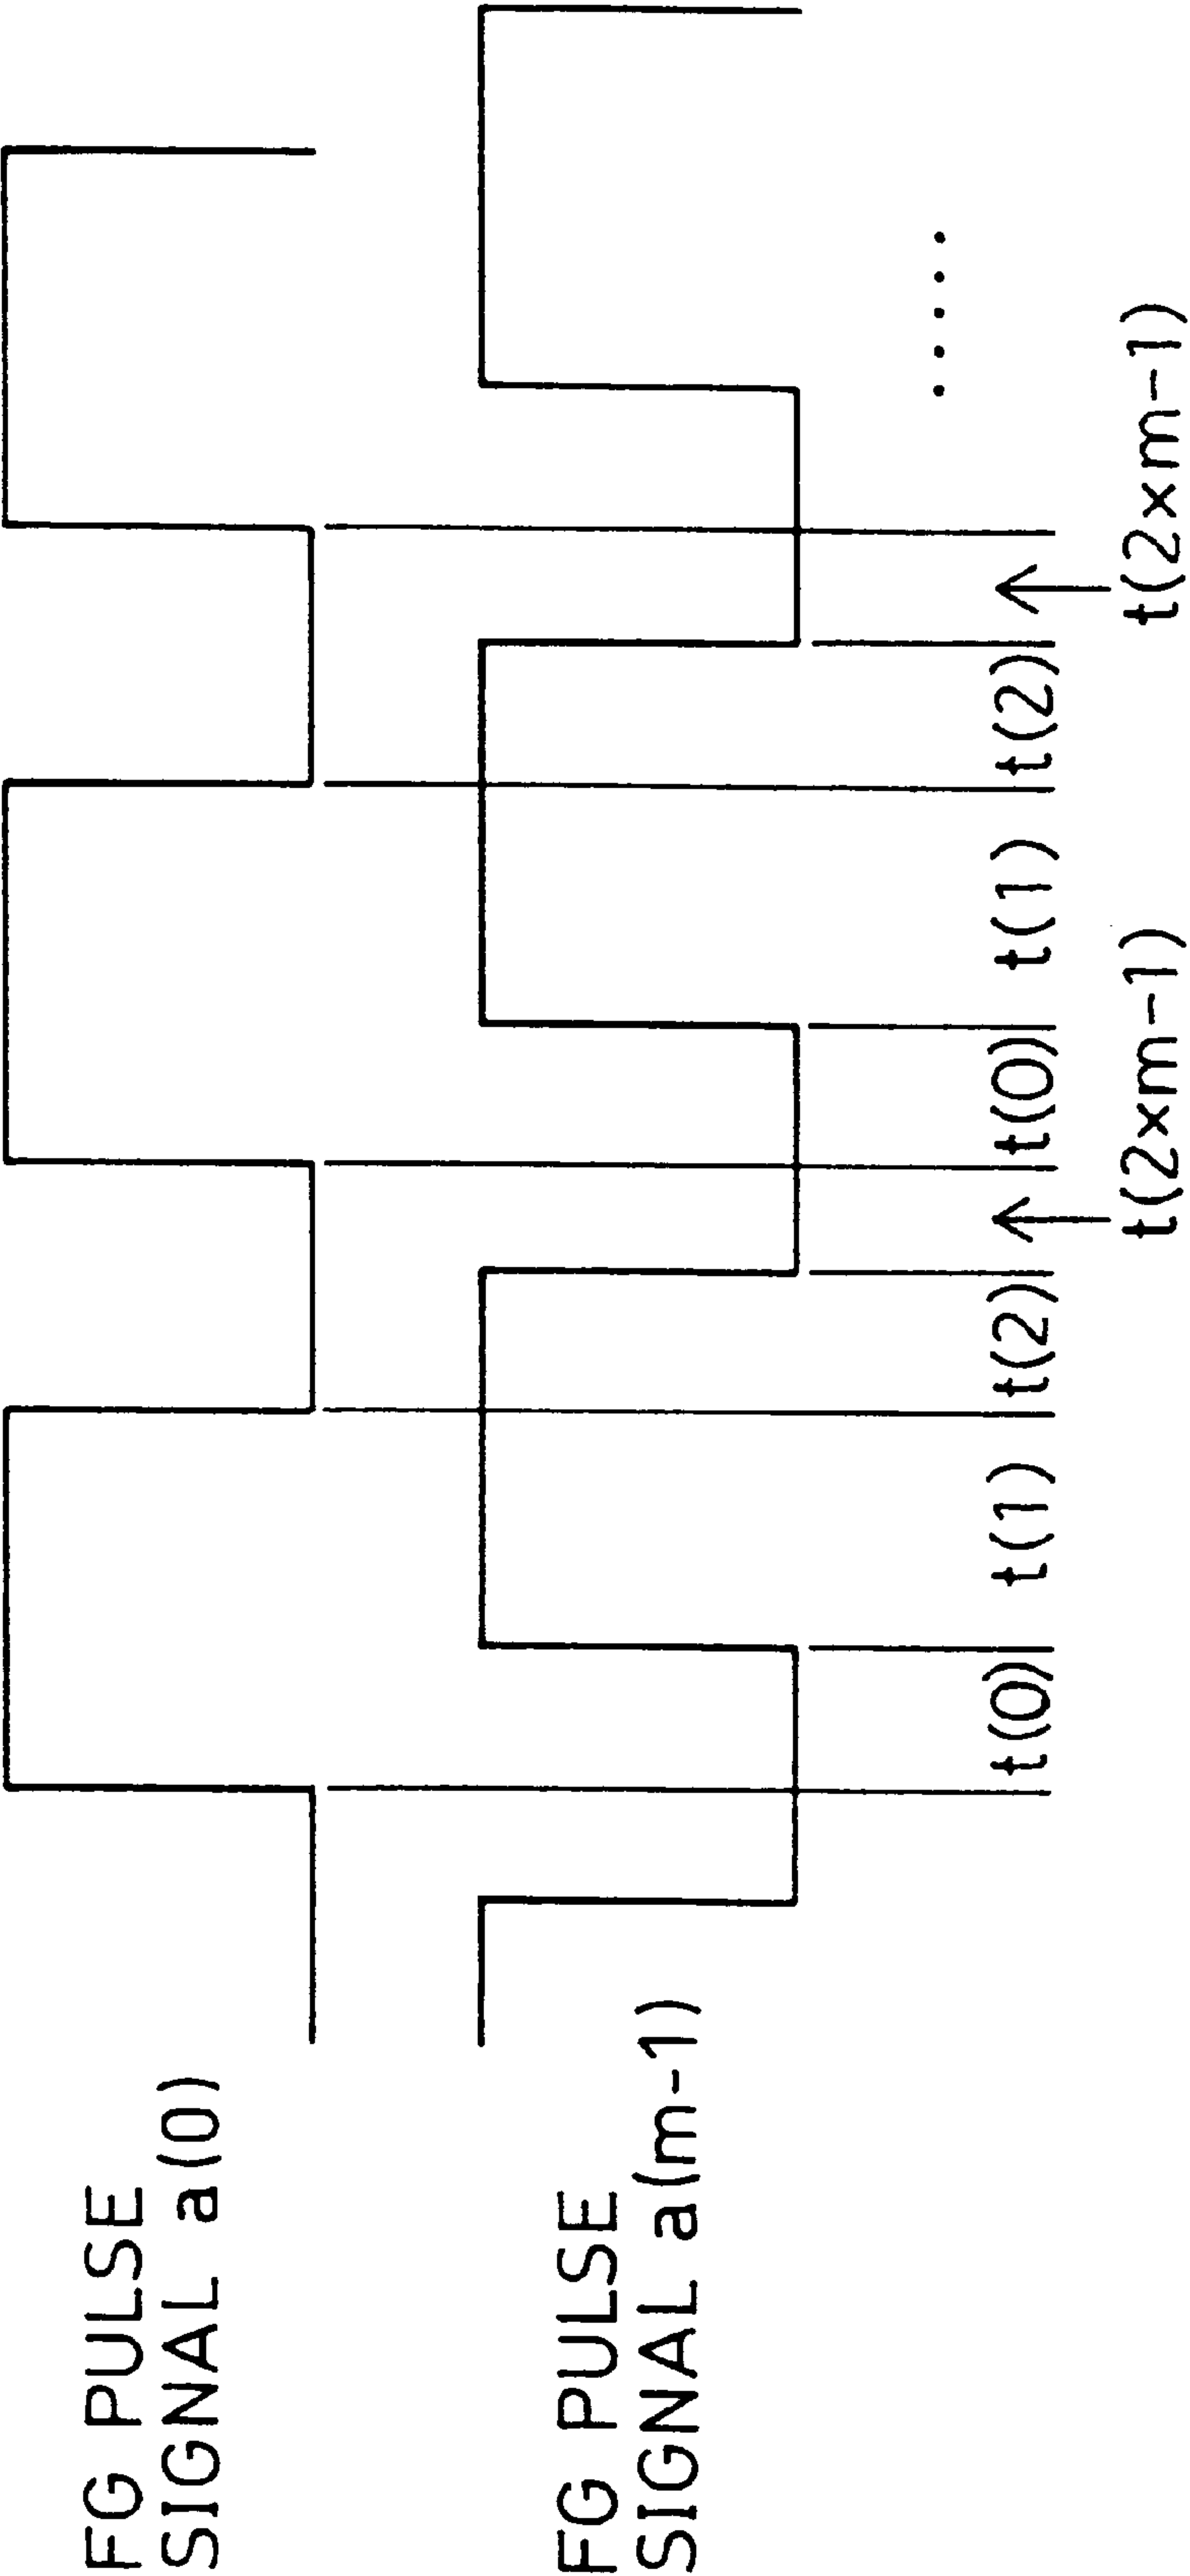 FG PULSE
SIGNAL a(0)
FG PULSE
SIGNAL a(m-1)
t(0) t(1) t(2) t(0) t(1) t(2) .....
t(2×m-1) t(2×m-1)